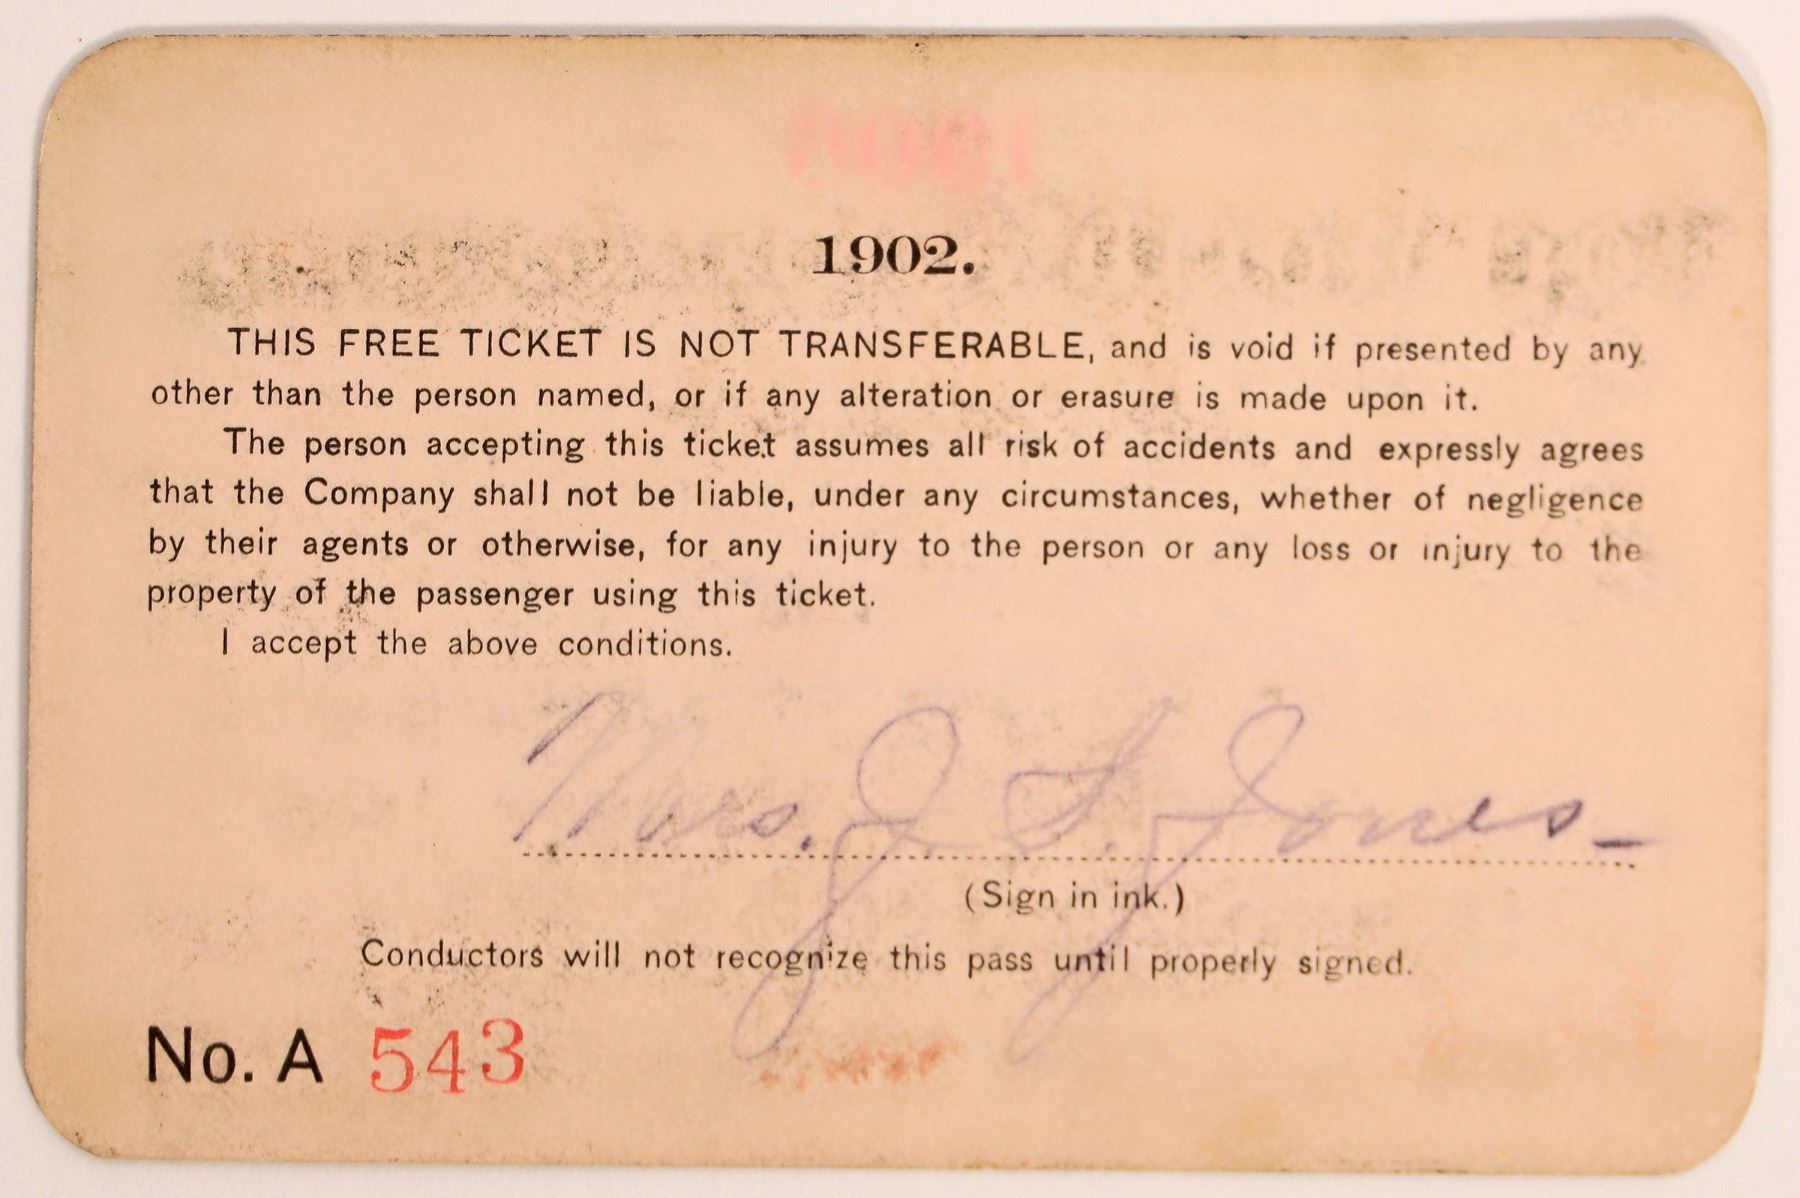 1902.
THIS FREE TICKET IS NOT TRANSFERABLE, and is void if presented by any
other than the person named, or if any alteration or erasure is made upon it.
The person accepting this ticket assumes all risk of accidents and expressly agrees
that the Company shall not be liable, under any circumstances, whether of negligence
by their agents or otherwise, for any injury to the person or any loss or injury to the
property of the passenger using this ticket.
I accept the above conditions.
Mrs. J. S. Jones
(Sign in ink.)
Conductors will not recognize this pass until properly signed.
No. A 543